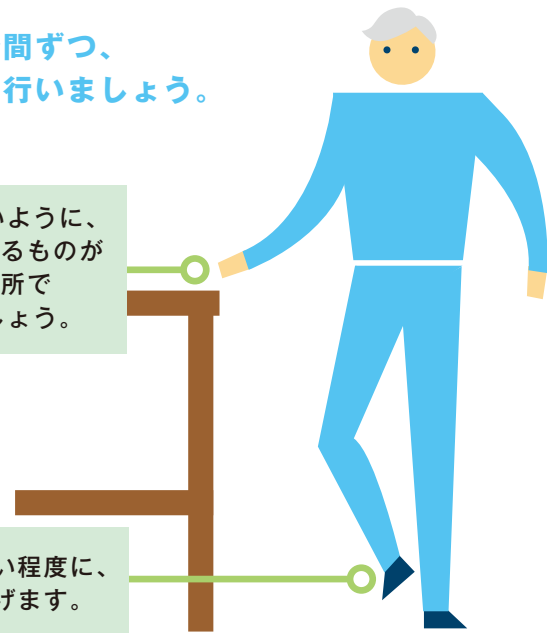 間ずつ、
行いましょう。
いように、
るものが
所で
しょう。
い程度に、
げます。